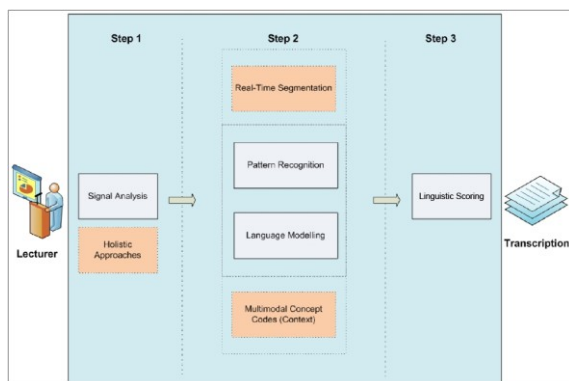 Step 1
Step 2
Step 3
Real-Time Segmentation
Pattern Recognition
Signal Analysis
Linguistic Scoring
Language Modelling
Holistic
Approaches
Lecturer
Transcription
Multimodal Concept
Codes (Context)